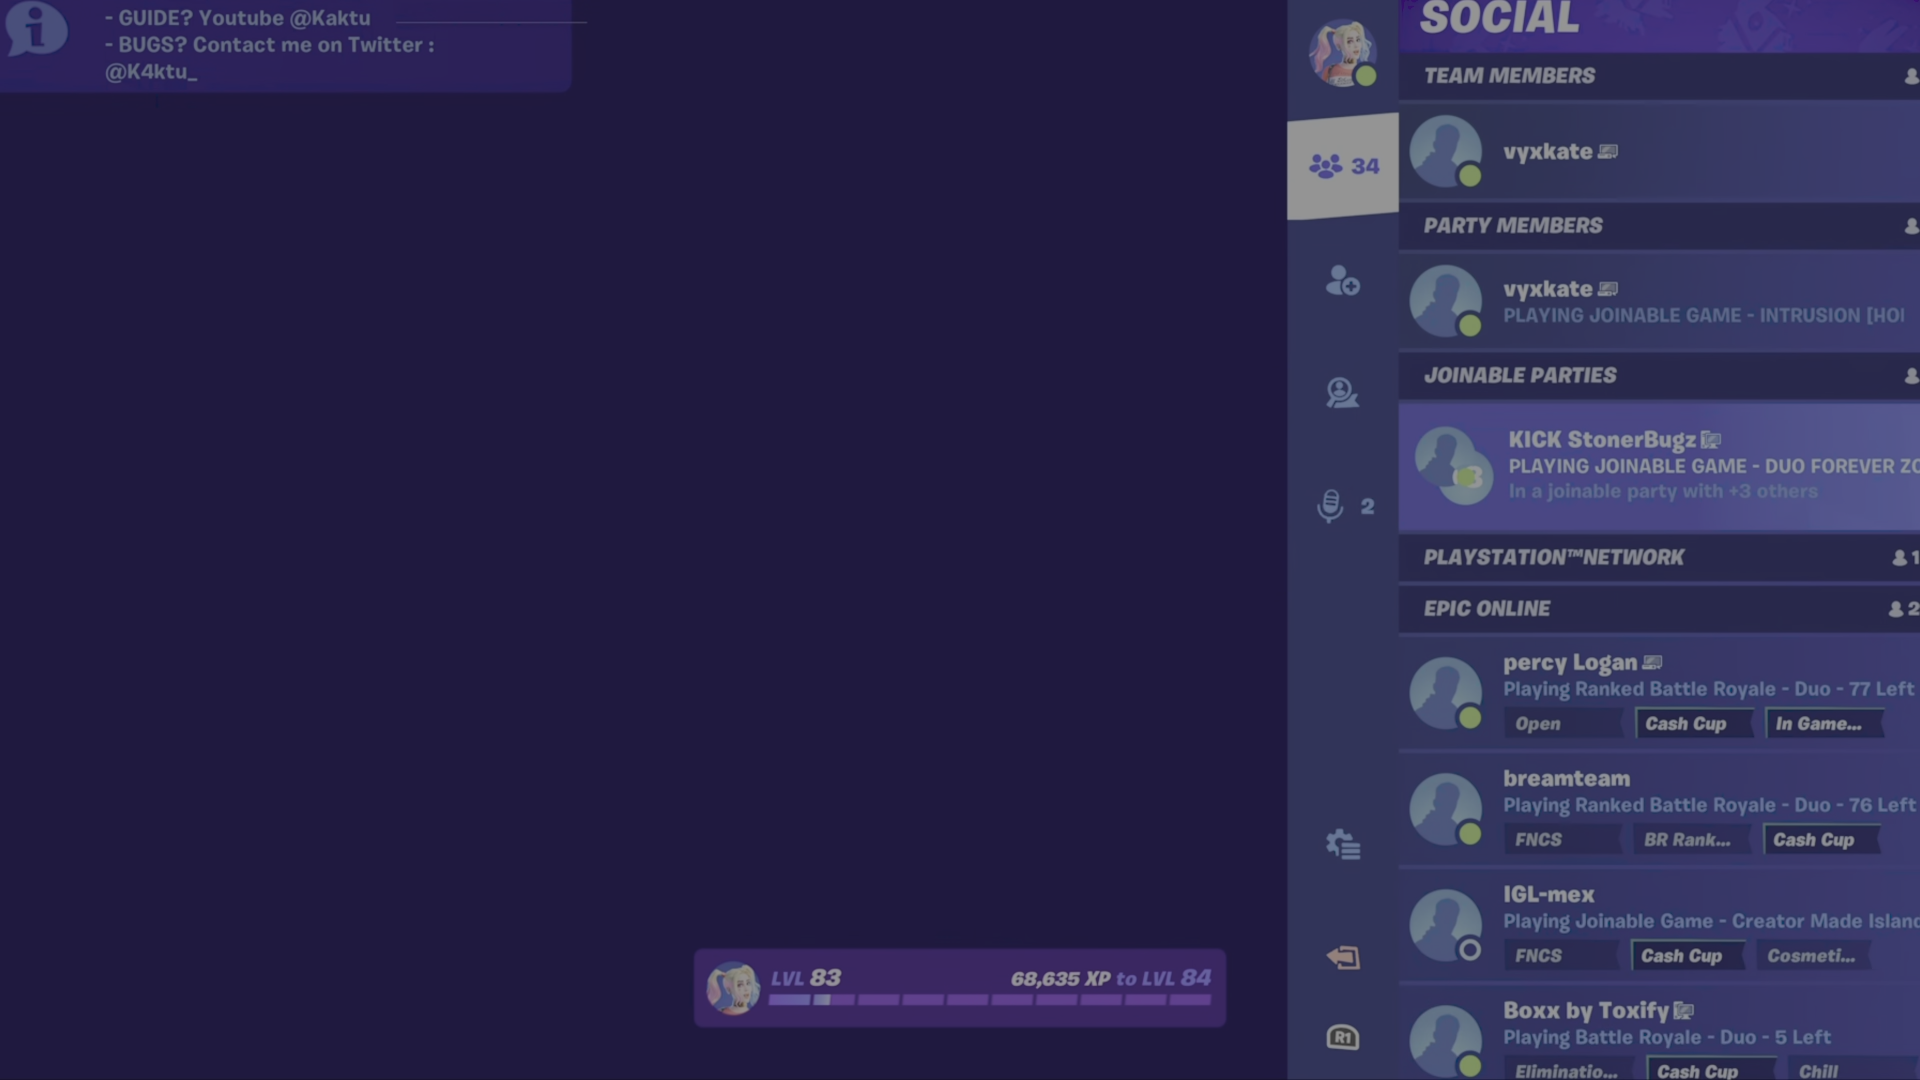 - GUIDE? Youtube @Kaktu
- BUGS? Contact me on Twitter :
@K4ktu_
SOCIAL
TEAM MEMBERS
vyxkate
34
PARTY MEMBERS
vyxkate
PLAYING JOINABLE GAME - INTRUSION [HOI
JOINABLE PARTIES
KICK StonerBugz
PLAYING JOINABLE GAME - DUO FOREVER ZO
In a joinable party with +3 others
3
2
PLAYSTATION™NETWORK
1
EPIC ONLINE
2
percy Logan
Playing Ranked Battle Royale - Duo - 77 Left
Open Cash Cup In Game...
breamteam
Playing Ranked Battle Royale - Duo - 76 Left
FNCS BR Rank... Cash Cup
IGL-mex
Playing Joinable Game - Creator Made Islanc
FNCS Cash Cup Cosmeti...
LVL 83 68,635 XP to LVL 84
Boxx by Toxify
Playing Battle Royale - Duo - 5 Left
Eliminatio... Cash Cup Chill
R1